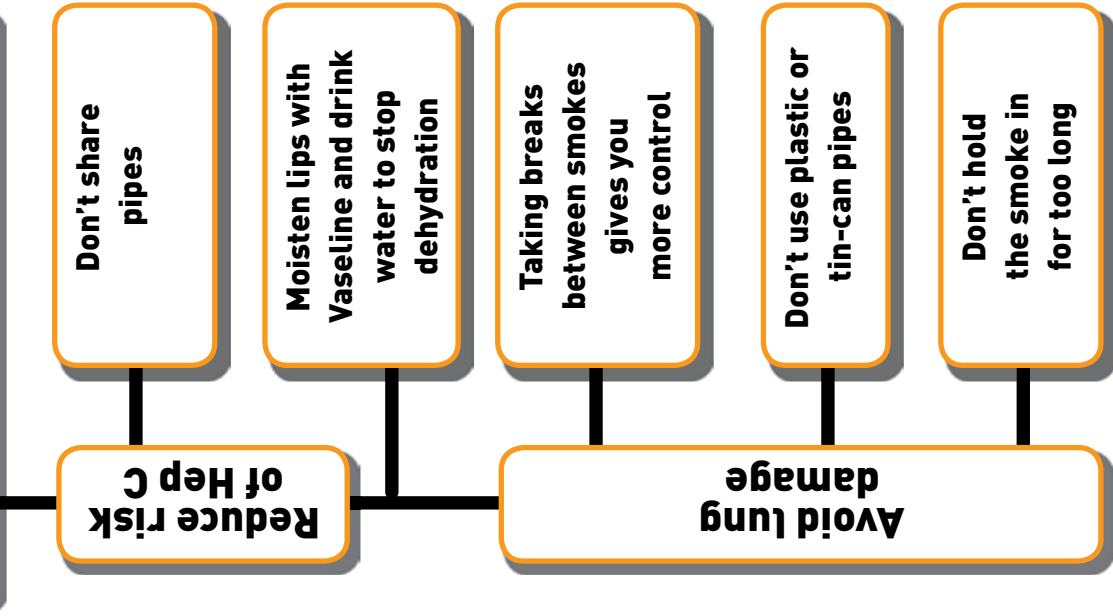 Don't share
pipes
Moisten lips with
Vaseline and drink
water to stop
dehydration
Taking breaks
between smokes
gives you
more control
Don't use plastic or
tin-can pipes
Don't hold
the smoke in
for too long
Reduce risk
of Hep C
Avoid lung
damage